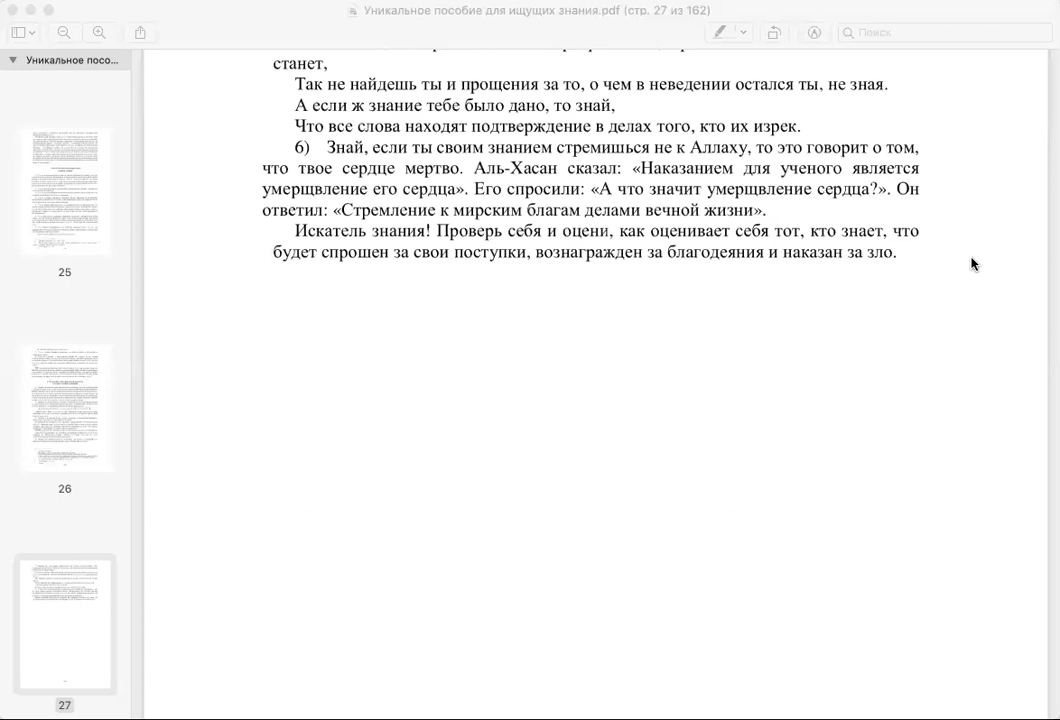 Уникальное пособие для ищущих знания.pdf (стр. 27 из 162)
Поиск
Уникальное посо...
25
26
27
станет,
Так не найдешь ты и прощения за то, о чем в неведении остался ты, не зная.
А если ж знание тебе было дано, то знай,
Что все слова находят подтверждение в делах того, кто их изрек.
6) Знай, если ты своим знанием стремишься не к Аллаху, то это говорит о том,
что твое сердце мертво. Аль-Хасан сказал: «Наказанием для ученого является
умерщвление его сердца». Его спросили: «А что значит умерщвление сердца?». Он
ответил: «Стремление к мирским благам делами вечной жизни».
Искатель знания! Проверь себя и оцени, как оценивает себя тот, кто знает, что
будет спрошен за свои поступки, вознагражден за благодеяния и наказан за зло.